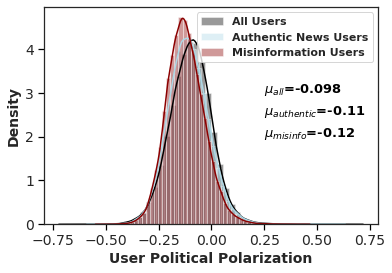 All Users
Authentic News Users
Misinformation Users
μall=-0.098
μauthentic=-0.11
μmisinfo=-0.12
Density
4
3
2
1
0
−0.75 −0.50 −0.25 0.00 0.25 0.50 0.75
User Political Polarization